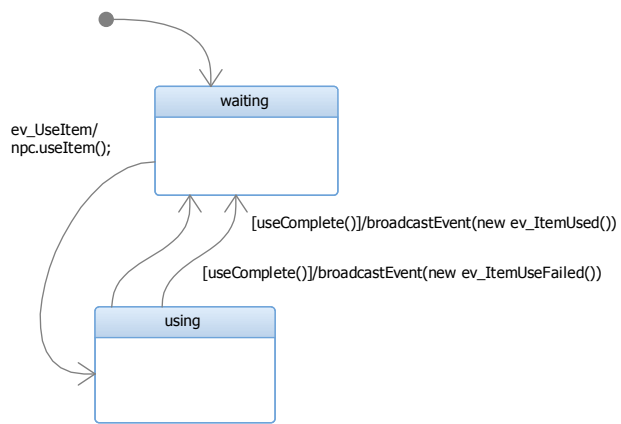 waiting
ev_UseItem/
npc.useItem();
[useComplete()]/broadcastEvent(new ev_ItemUsed())
[useComplete()]/broadcastEvent(new ev_ItemUseFailed())
using